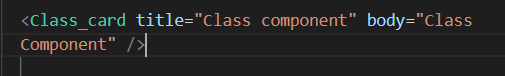 <Class_card title="Class component" body="Class
Component" />